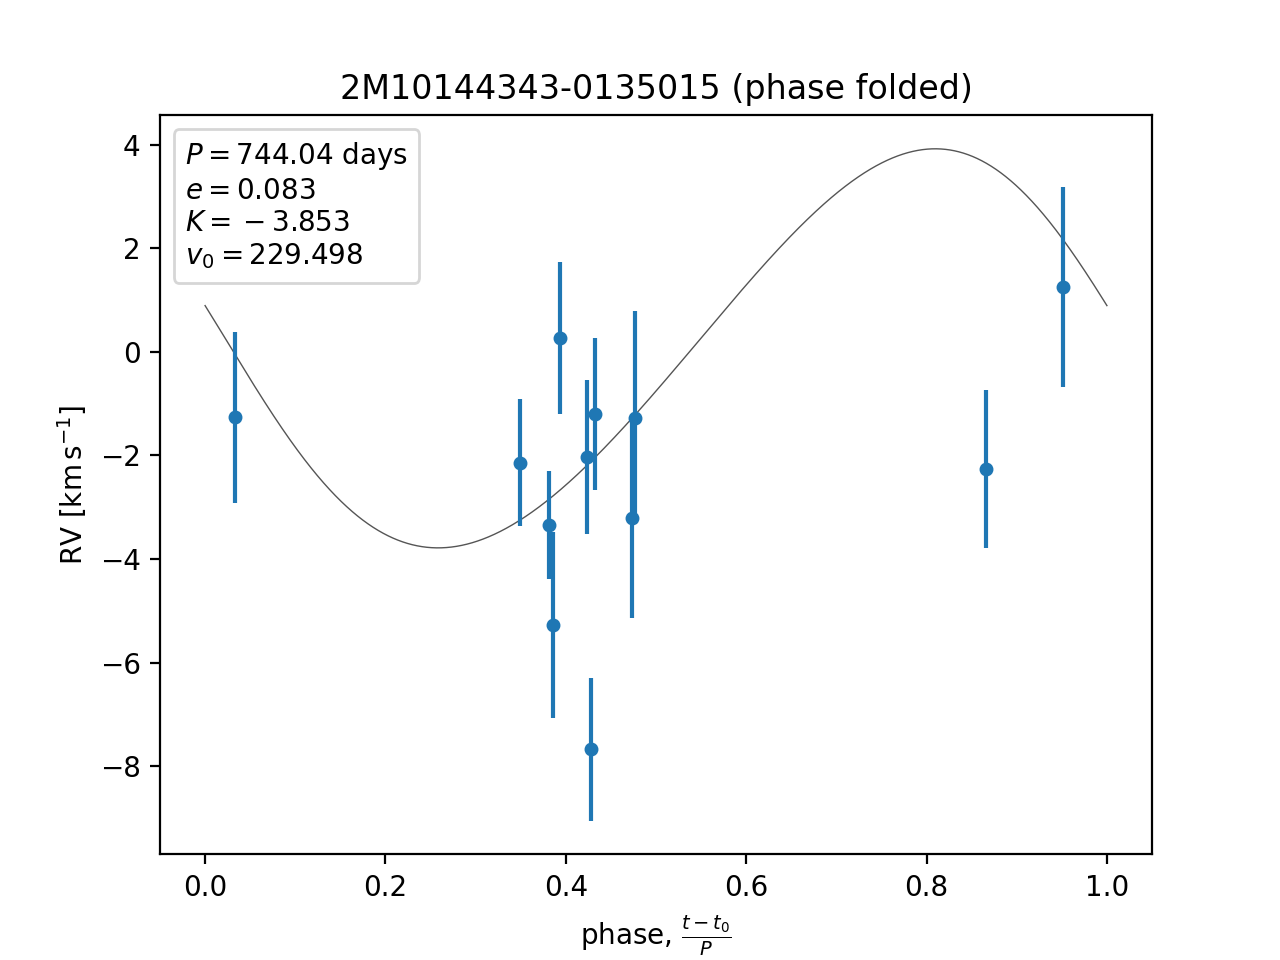 2M10144343-0135015 (phase folded)
P = 744.04 days
e = 0.083
K = −3.853
v₀ = 229.498
4
2
0
−2
−4
−6
−8
RV [km s⁻¹]
0.0 0.2 0.4 0.6 0.8 1.0
phase, (t − t₀)/P